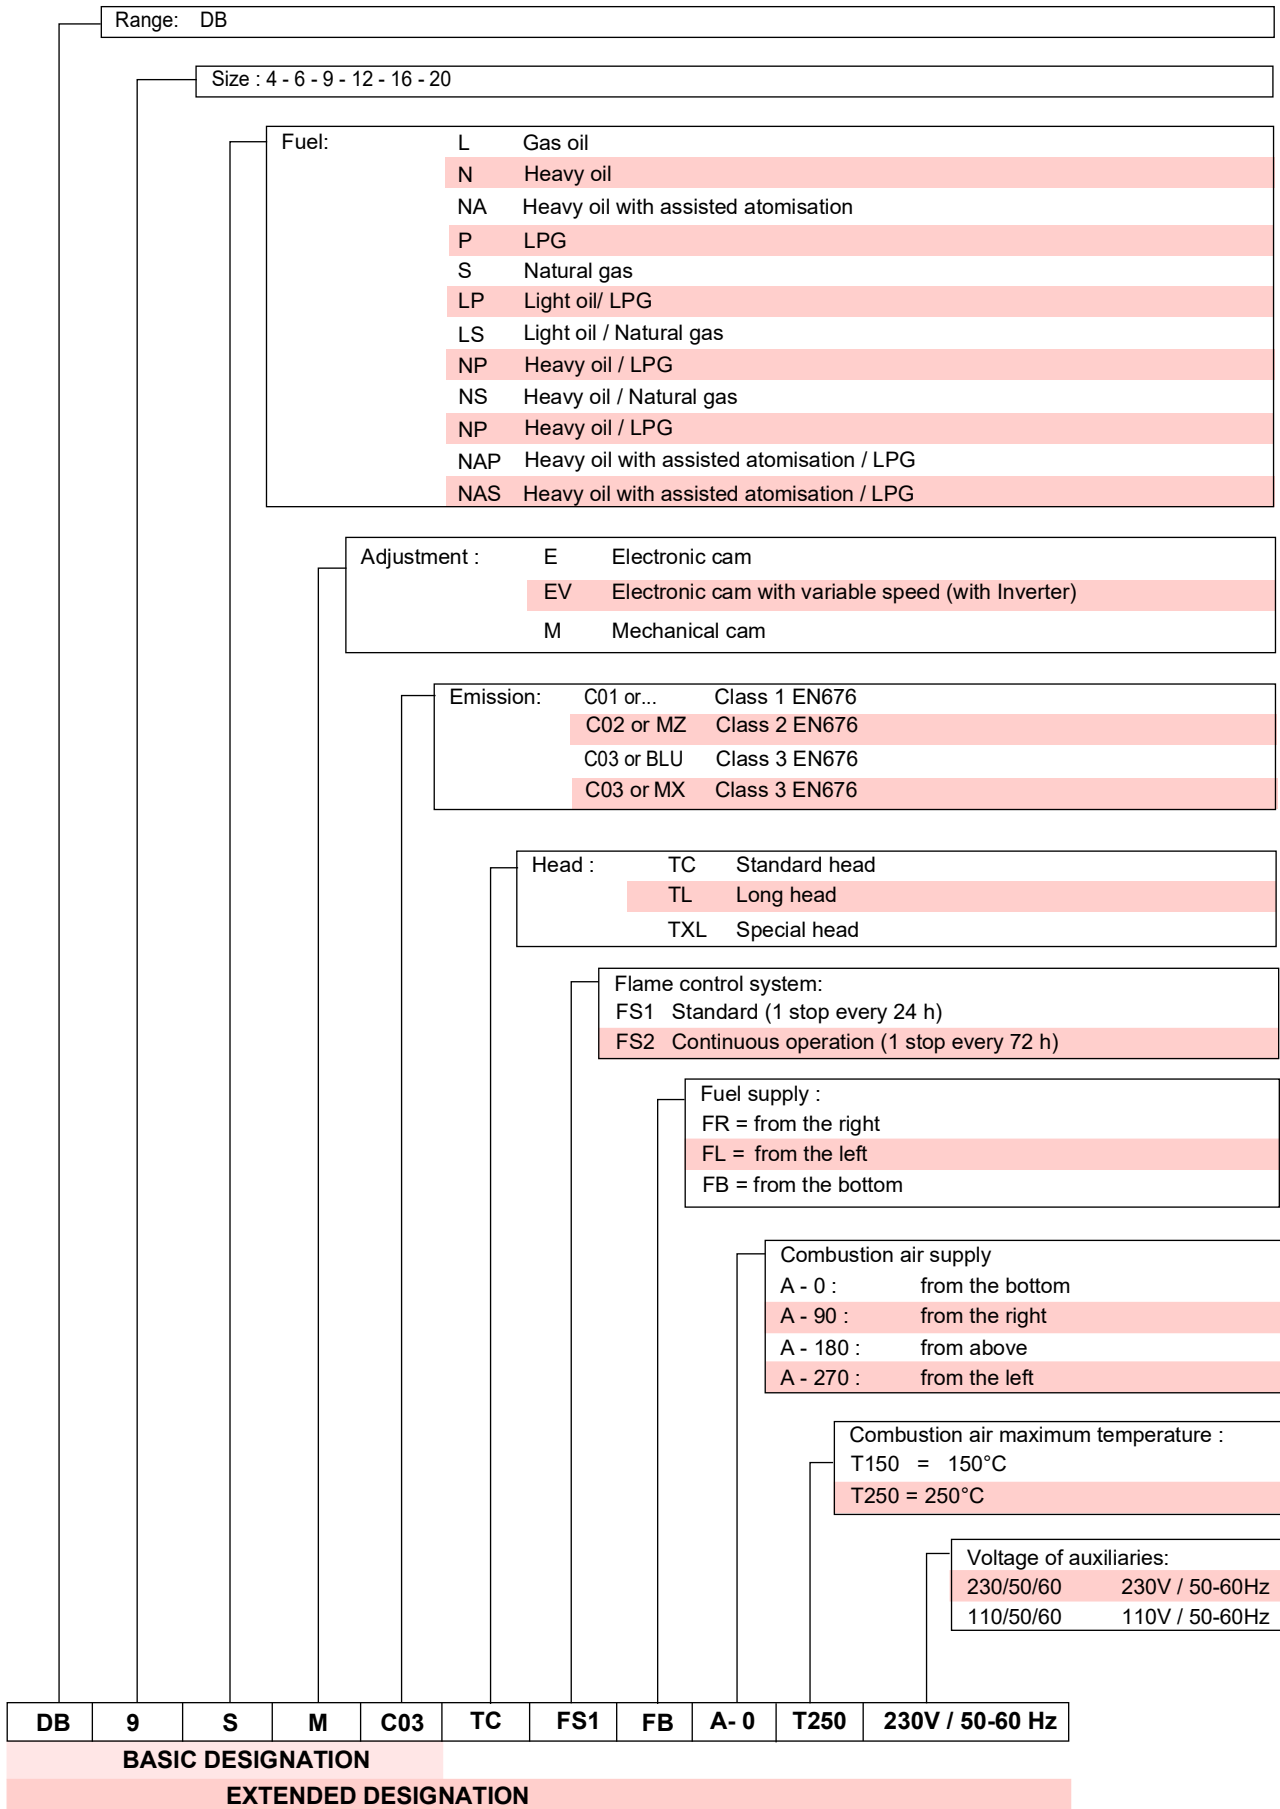 Range: DB
Size : 4 - 6 - 9 - 12 - 16 - 20
Fuel: L Gas oil
N Heavy oil
NA Heavy oil with assisted atomisation
P LPG
S Natural gas
LP Light oil/ LPG
LS Light oil / Natural gas
NP Heavy oil / LPG
NS Heavy oil / Natural gas
NP Heavy oil / LPG
NAP Heavy oil with assisted atomisation / LPG
NAS Heavy oil with assisted atomisation / LPG
Adjustment : E Electronic cam
EV Electronic cam with variable speed (with Inverter)
M Mechanical cam
Emission: C01 or... Class 1 EN676
C02 or MZ Class 2 EN676
C03 or BLU Class 3 EN676
C03 or MX Class 3 EN676
Head : TC Standard head
TL Long head
TXL Special head
Flame control system:
FS1 Standard (1 stop every 24 h)
FS2 Continuous operation (1 stop every 72 h)
Fuel supply :
FR = from the right
FL = from the left
FB = from the bottom
Combustion air supply
A - 0 : from the bottom
A - 90 : from the right
A - 180 : from above
A - 270 : from the left
Combustion air maximum temperature :
T150 = 150°C
T250 = 250°C
Voltage of auxiliaries:
230/50/60 230V / 50-60Hz
110/50/60 110V / 50-60Hz
DB 9 S M C03 TC FS1 FB A- 0 T250 230V / 50-60 Hz
BASIC DESIGNATION
EXTENDED DESIGNATION